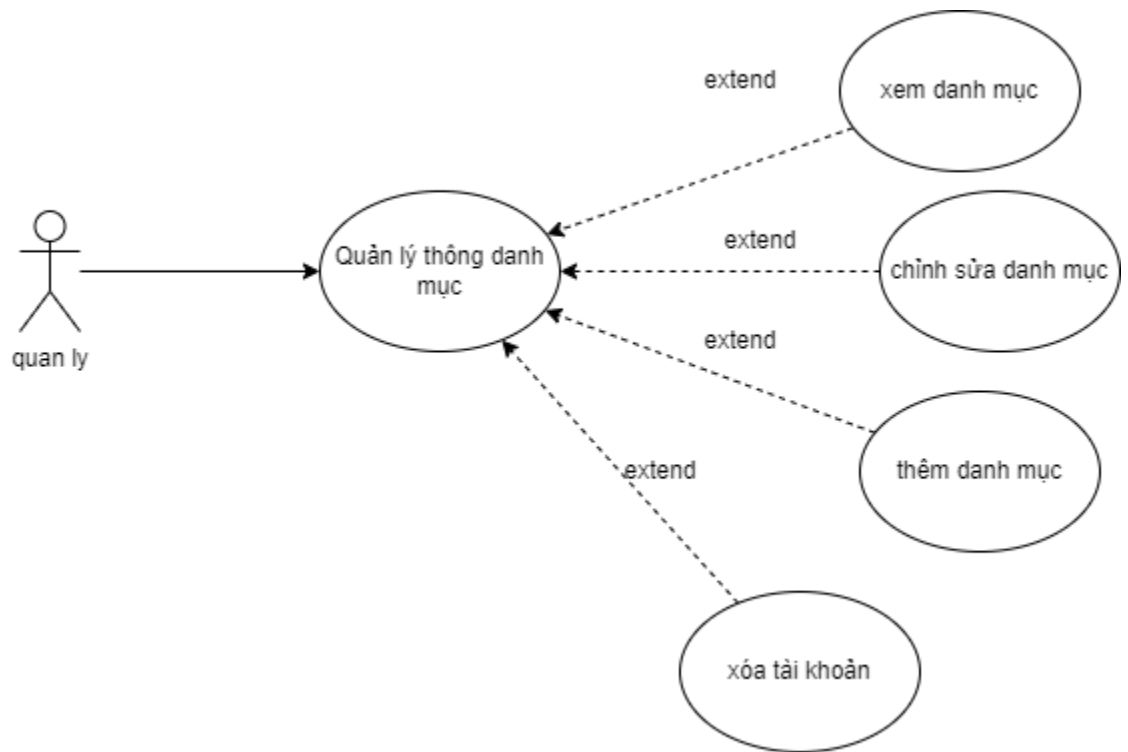 extend
xem danh mục
extend
chỉnh sửa danh mục
Quản lý thông danh
mục
quan ly
extend
thêm danh mục
extend
xóa tài khoản